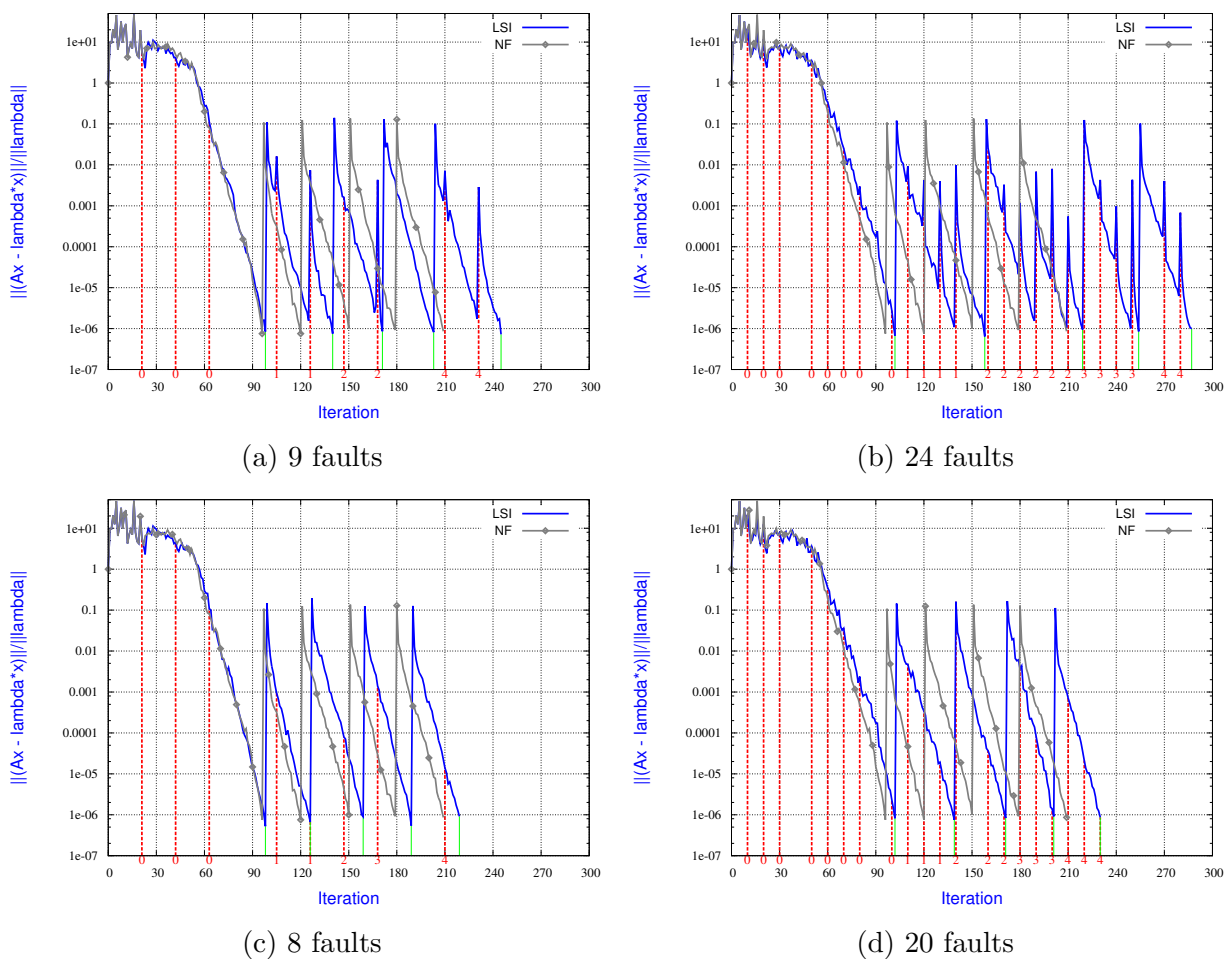 LSI
NF
1e+01
1
0.1
0.01
0.001
0.0001
1e-05
1e-06
1e-07
||(Ax - lambda*x)||/||lambda||
0 0 0 1 1 2 2 4 4
0 30 60 90 120 150 180 210 240 270 300
Iteration
(a) 9 faults
LSI
NF
1e+01
1
0.1
0.01
0.001
0.0001
1e-05
1e-06
1e-07
||(Ax - lambda*x)||/||lambda||
0 0 0 0 0 0 0 0 1 1 1 1 2 2 2 2 2 2 3 3 3 3 4 4
0 30 60 90 120 150 180 210 240 270 300
Iteration
(b) 24 faults
LSI
NF
1e+01
1
0.1
0.01
0.001
0.0001
1e-05
1e-06
1e-07
||(Ax - lambda*x)||/||lambda||
0 0 0 1 1 2 3 4
0 30 60 90 120 150 180 210 240 270 300
Iteration
(c) 8 faults
LSI
NF
1e+01
1
0.1
0.01
0.001
0.0001
1e-05
1e-06
1e-07
||(Ax - lambda*x)||/||lambda||
0 0 0 0 0 0 0 0 1 1 1 2 2 2 3 3 3 4 4 4
0 30 60 90 120 150 180 210 240 270 300
Iteration
(d) 20 faults